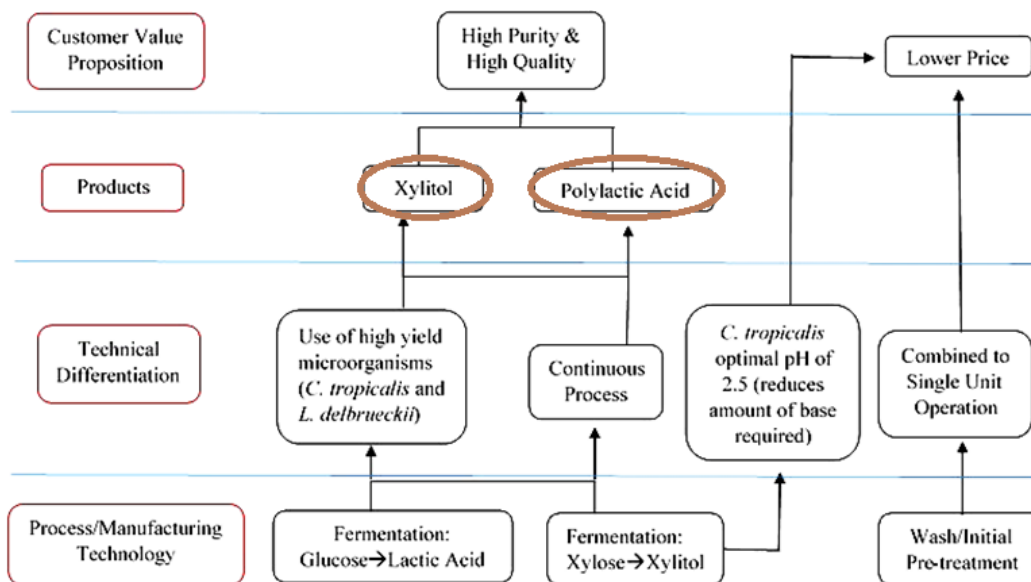 Customer Value
Proposition
High Purity &
High Quality
Lower Price
Products
Xylitol
Polylactic Acid
Technical
Differentiation
Use of high yield
microorganisms
(C. tropicalis and
L. delbrueckii)
Continuous
Process
C. tropicalis
optimal pH of
2.5 (reduces
amount of base
required)
Combined to
Single Unit
Operation
Process/Manufacturing
Technology
Fermentation:
Glucose→Lactic Acid
Fermentation:
Xylose→Xylitol
Wash/Initial
Pre-treatment